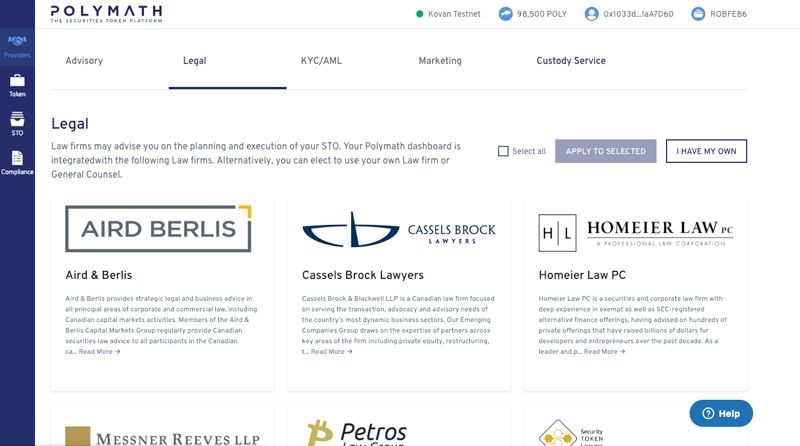 POLYMATH
THE SECURITIES TOKEN PLATFORM
Kovan Testnet
98,500 POLY
0x1033d...1aA7D60
ROBFEB6
Providers
Token
STO
Compliance
Advisory
Legal
KYC/AML
Marketing
Custody Service
Legal
Law firms may advise you on the planning and execution of your STO. Your Polymath dashboard is
integratedwith the following Law firms. Alternatively, you can elect to use your own Law firm or
General Counsel.
Select all
APPLY TO SELECTED
I HAVE MY OWN
AIRD BERLIS
Aird & Berlis
Aird & Berlis provides strategic legal and business advice in
all principal areas of corporate and commercial law, including
Canadian capital markets activities. Members of the Aird &
Berlis Capital Markets Group regularly provide Canadian
securities law advice to all participants in the Canadian
ca... Read More →
CASSELS BROCK
LAWYERS
Cassels Brock Lawyers
Cassels Brock & Blackwell LLP is a Canadian law firm focused
on serving the transaction, advocacy and advisory needs of
the country's most dynamic business sectors. Our Emerging
Companies Group draws on the expertise of partners across
key areas of the firm including private equity, restructuring,
t... Read More →
H L
HOMEIER LAW PC
A PROFESSIONAL LAW CORPORATION
Homeier Law PC
Homeier Law PC is a securities and corporate law firm with
deep experience in exempt as well as SEC-registered
alternative finance offerings, having advised on hundreds of
private offerings that have raised billions of dollars for
developers and entrepreneurs over the past decade. As a
leader and p... Read More →
MESSNER REEVES LLP
Petros
Law Group
Security
TOKEN
Help